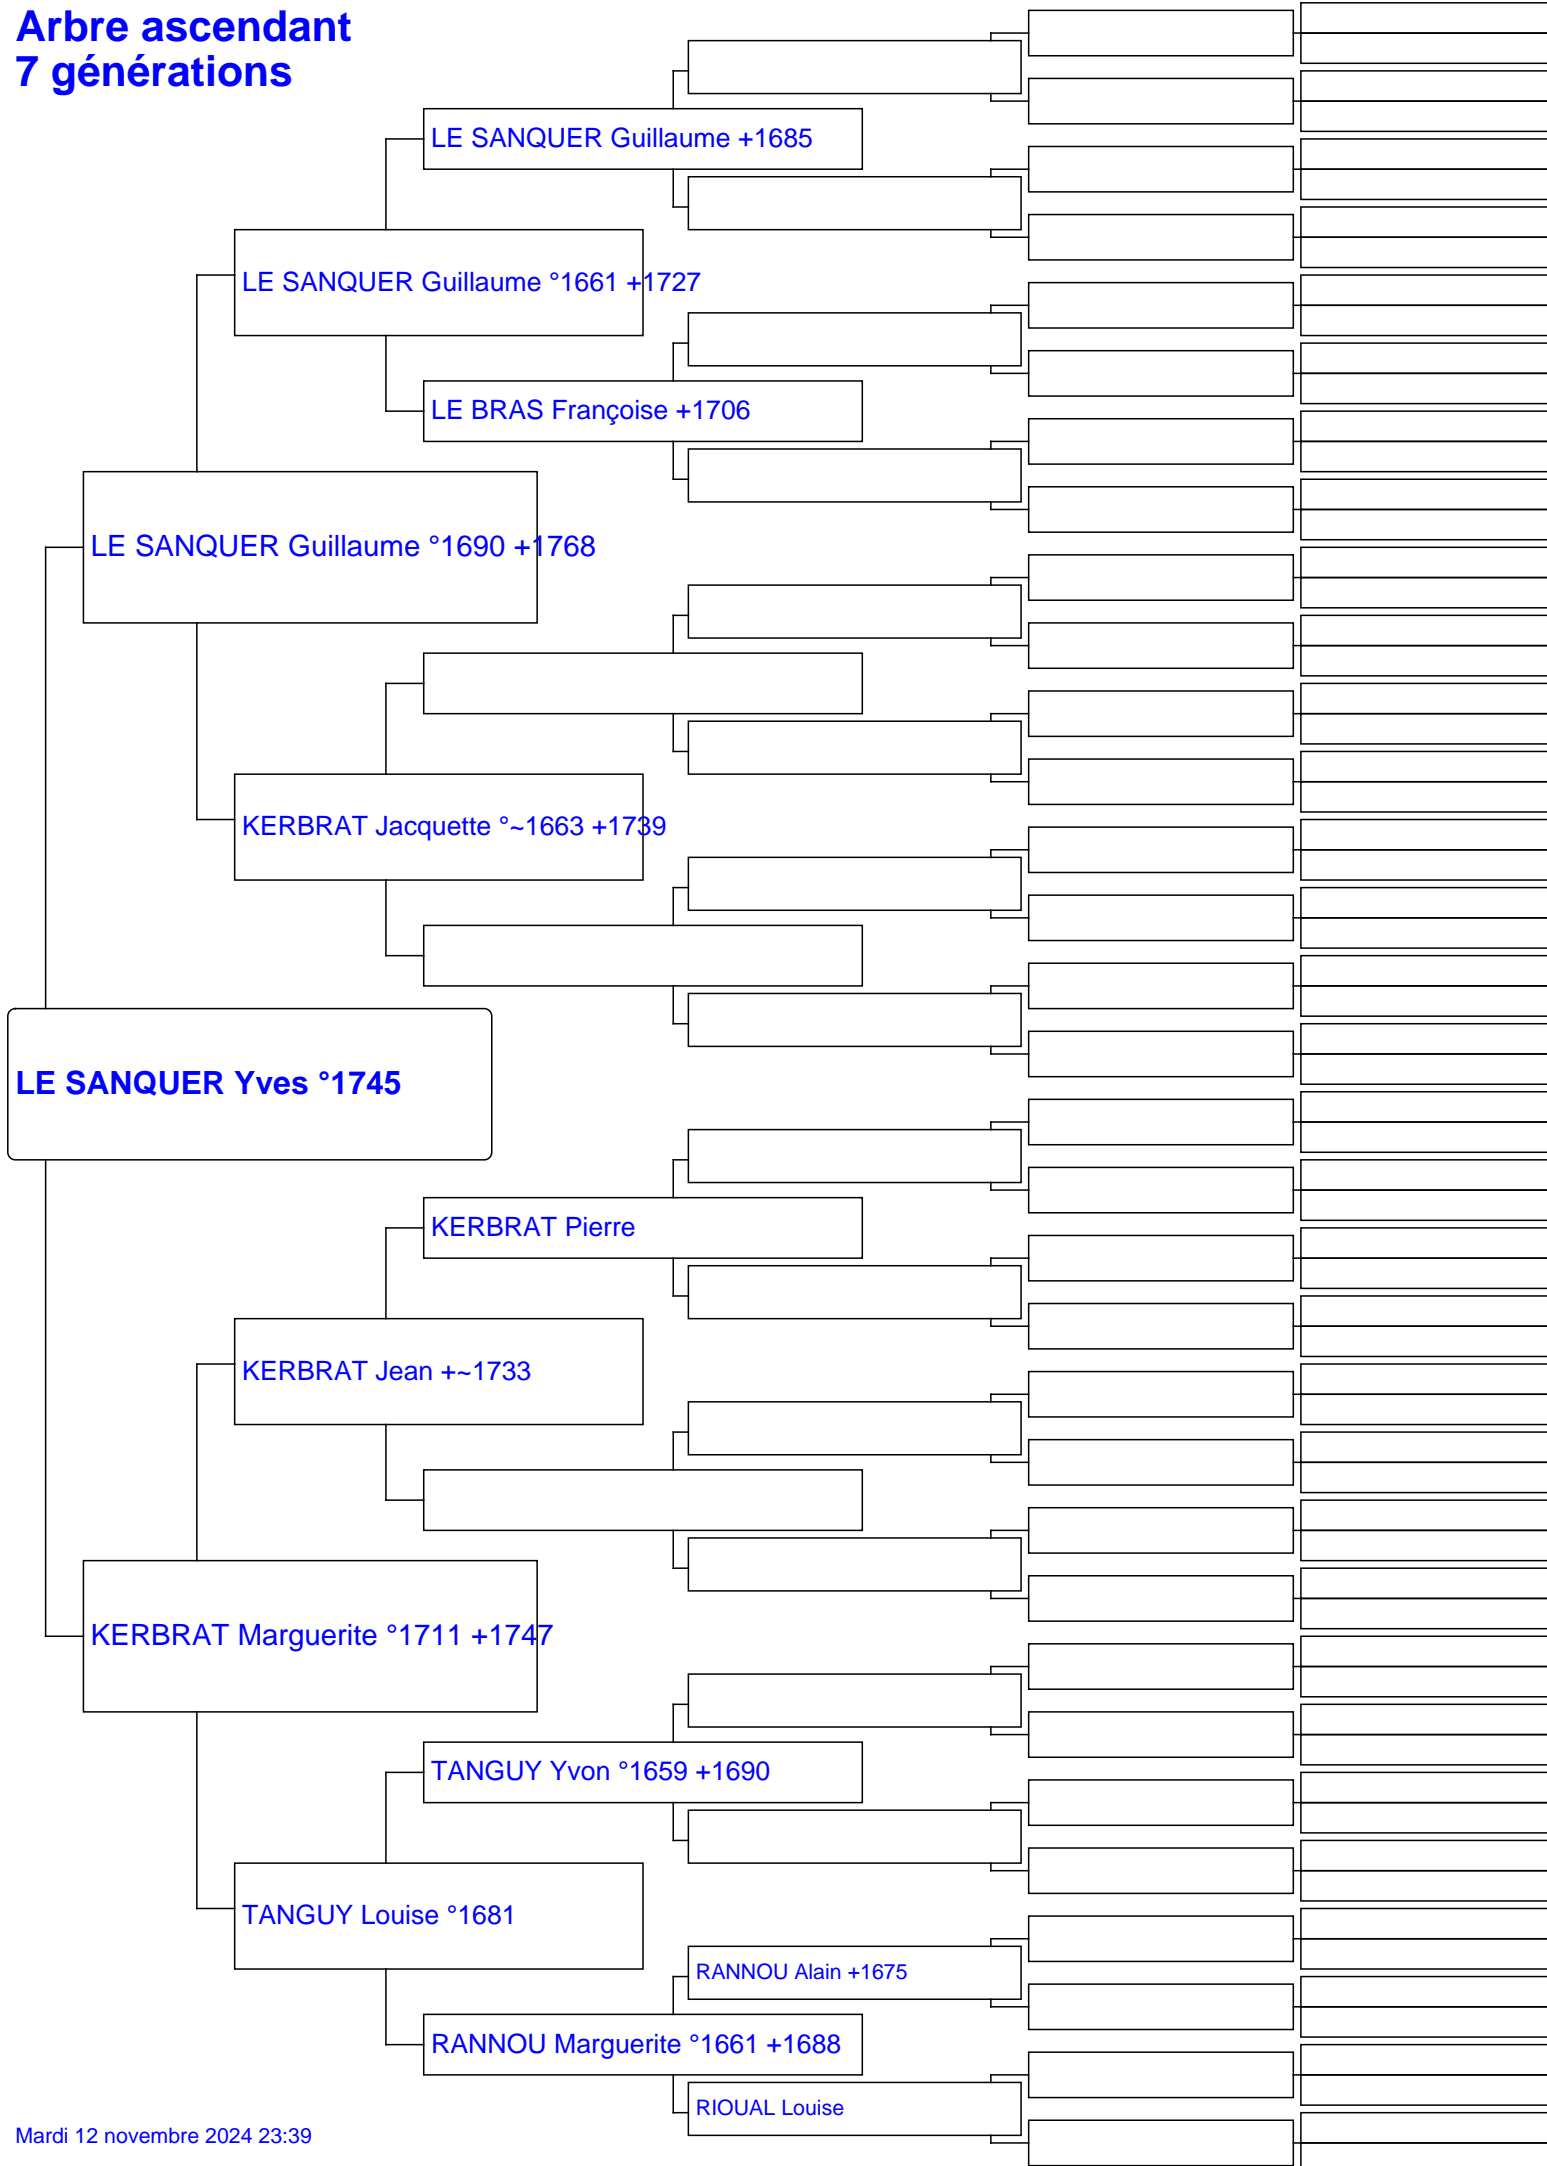 Arbre ascendant
7 générations
LE SANQUER Guillaume +1685
LE SANQUER Guillaume °1661 +1727
LE BRAS Françoise +1706
LE SANQUER Guillaume °1690 +1768
KERBRAT Jacquette °~1663 +1739
LE SANQUER Yves °1745
KERBRAT Pierre
KERBRAT Jean +~1733
KERBRAT Marguerite °1711 +1747
TANGUY Yvon °1659 +1690
TANGUY Louise °1681
RANNOU Alain +1675
RANNOU Marguerite °1661 +1688
RIOUAL Louise
Mardi 12 novembre 2024 23:39